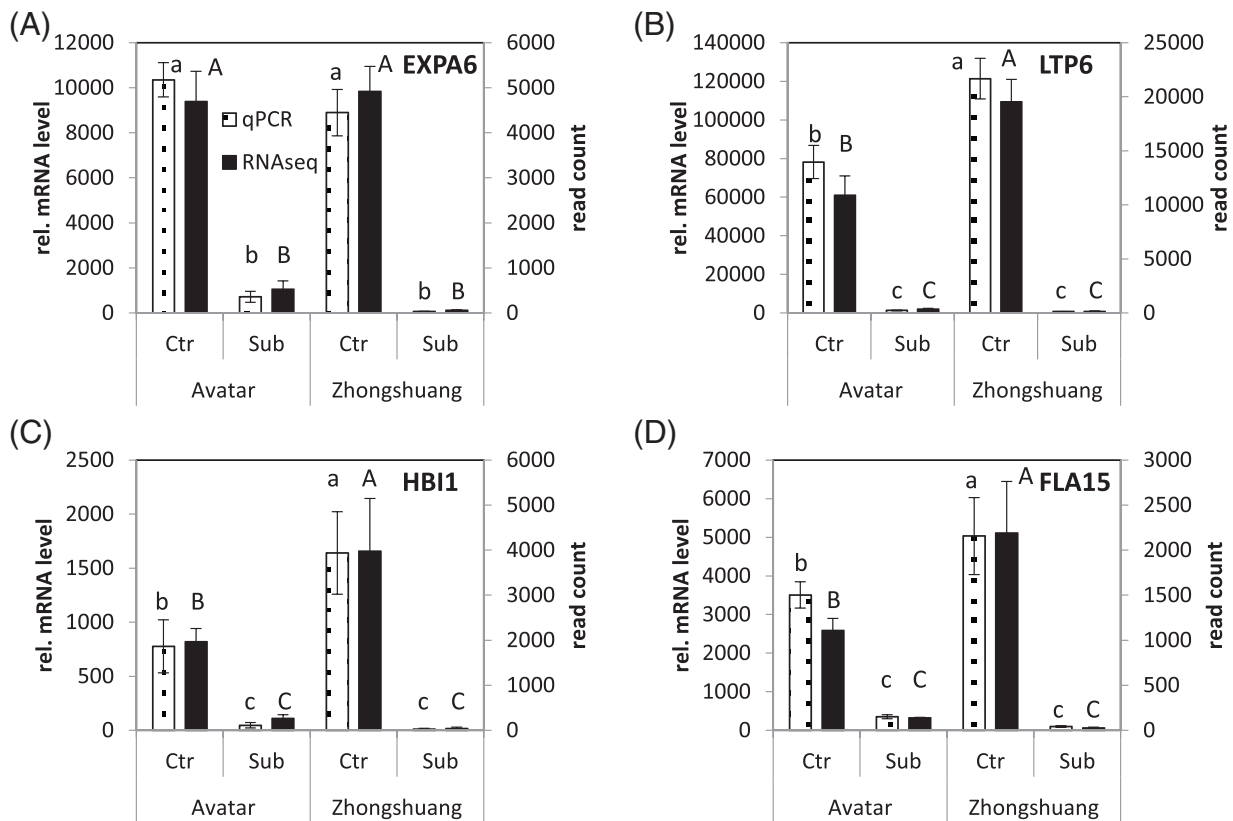 (A)
EXPA6
rel. mRNA level
12000
10000
8000
6000
4000
2000
0
6000
5000
4000
3000
2000
1000
0
read count
a A a A
qPCR
RNAseq
b B b B
Ctr Sub Ctr Sub
Avatar Zhongshuang
(B)
LTP6
rel. mRNA level
140000
120000
100000
80000
60000
40000
20000
0
25000
20000
15000
10000
5000
0
read count
a A
b B
c C c C
Ctr Sub Ctr Sub
Avatar Zhongshuang
(C)
HBI1
rel. mRNA level
2500
2000
1500
1000
500
0
6000
5000
4000
3000
2000
1000
0
read count
a A
b B
c C c C
Ctr Sub Ctr Sub
Avatar Zhongshuang
(D)
FLA15
rel. mRNA level
7000
6000
5000
4000
3000
2000
1000
0
3000
2500
2000
1500
1000
500
0
read count
a A
b B
c C c C
Ctr Sub Ctr Sub
Avatar Zhongshuang